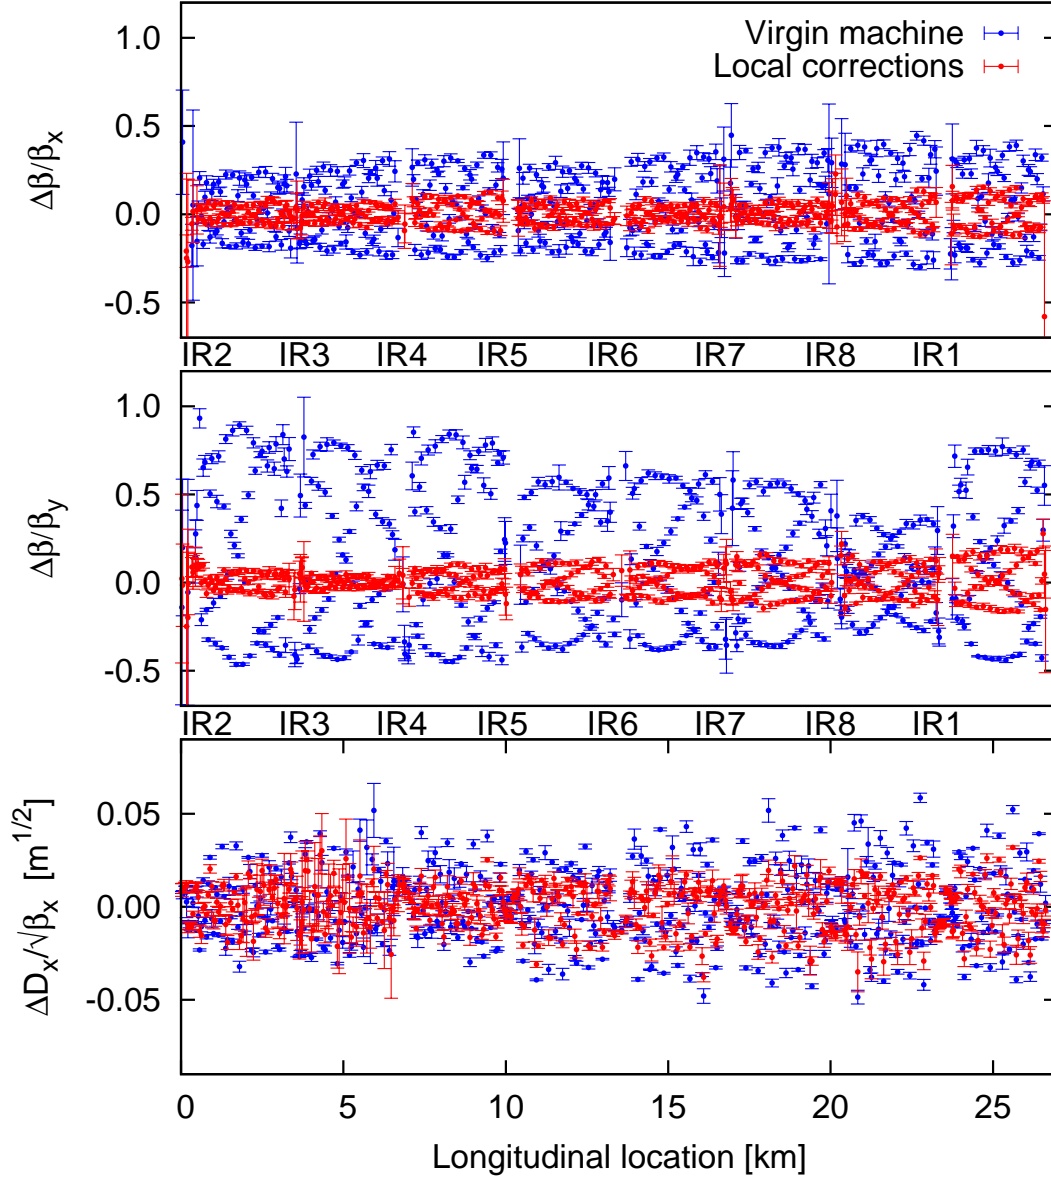 Virgin machine
Local corrections
Δβ/βx
1.0
0.5
0.0
-0.5
IR2 IR3 IR4 IR5 IR6 IR7 IR8 IR1
Δβ/βy
1.0
0.5
0.0
-0.5
IR2 IR3 IR4 IR5 IR6 IR7 IR8 IR1
ΔDx/√βx [m1/2]
0.05
0.00
-0.05
0 5 10 15 20 25
Longitudinal location [km]